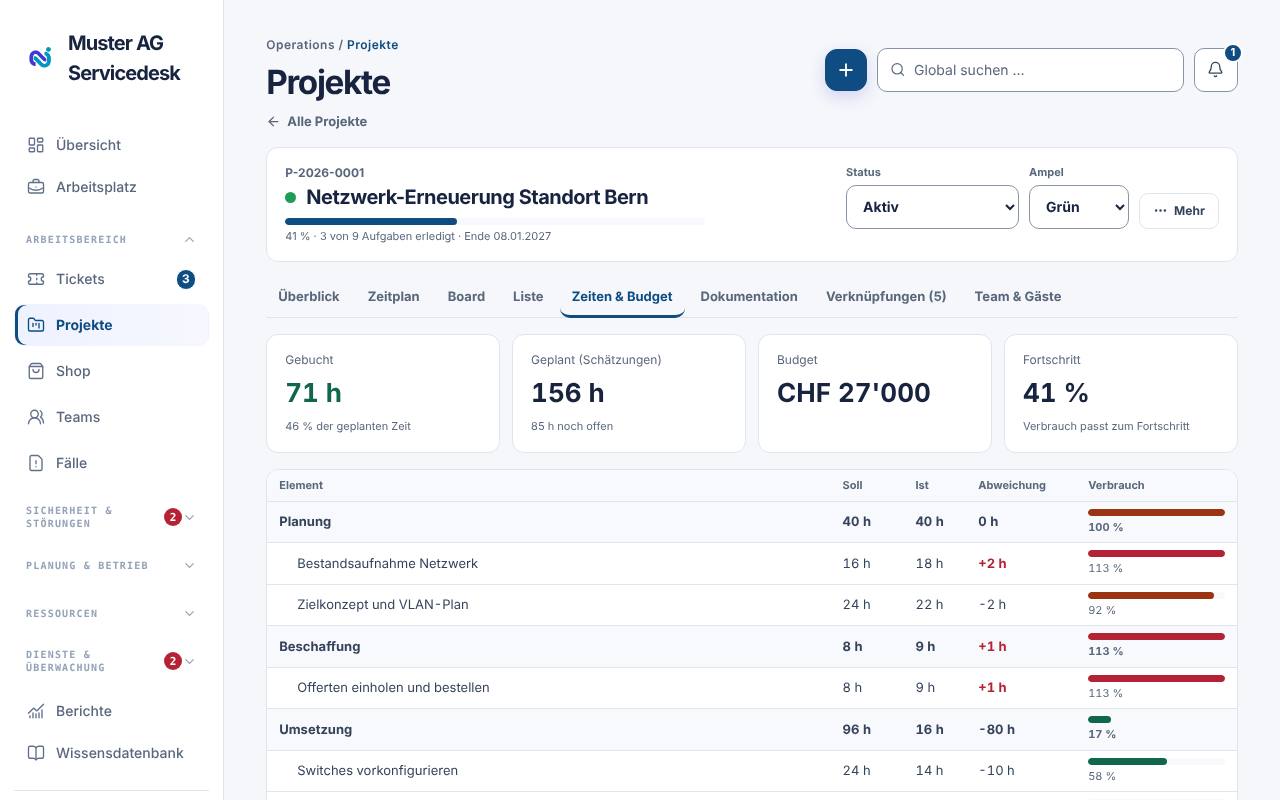 Muster AG
Servicedesk
Übersicht
Arbeitsplatz
ARBEITSBEREICH
Tickets 3
Projekte
Shop
Teams
Fälle
SICHERHEIT &
STÖRUNGEN 2
PLANUNG & BETRIEB
RESSOURCEN
DIENSTE &
ÜBERWACHUNG 2
Berichte
Wissensdatenbank
Operations / Projekte
Projekte
Global suchen ...
1
Alle Projekte
P-2026-0001
Netzwerk-Erneuerung Standort Bern
41 % · 3 von 9 Aufgaben erledigt · Ende 08.01.2027
Status
Aktiv
Ampel
Grün
Mehr
Überblick Zeitplan Board Liste Zeiten & Budget Dokumentation Verknüpfungen (5) Team & Gäste
Gebucht
71 h
46 % der geplanten Zeit
Geplant (Schätzungen)
156 h
85 h noch offen
Budget
CHF 27'000
Fortschritt
41 %
Verbrauch passt zum Fortschritt
Element Soll Ist Abweichung Verbrauch
Planung 40 h 40 h 0 h 100 %
Bestandsaufnahme Netzwerk 16 h 18 h +2 h 113 %
Zielkonzept und VLAN-Plan 24 h 22 h -2 h 92 %
Beschaffung 8 h 9 h +1 h 113 %
Offerten einholen und bestellen 8 h 9 h +1 h 113 %
Umsetzung 96 h 16 h -80 h 17 %
Switches vorkonfigurieren 24 h 14 h -10 h 58 %